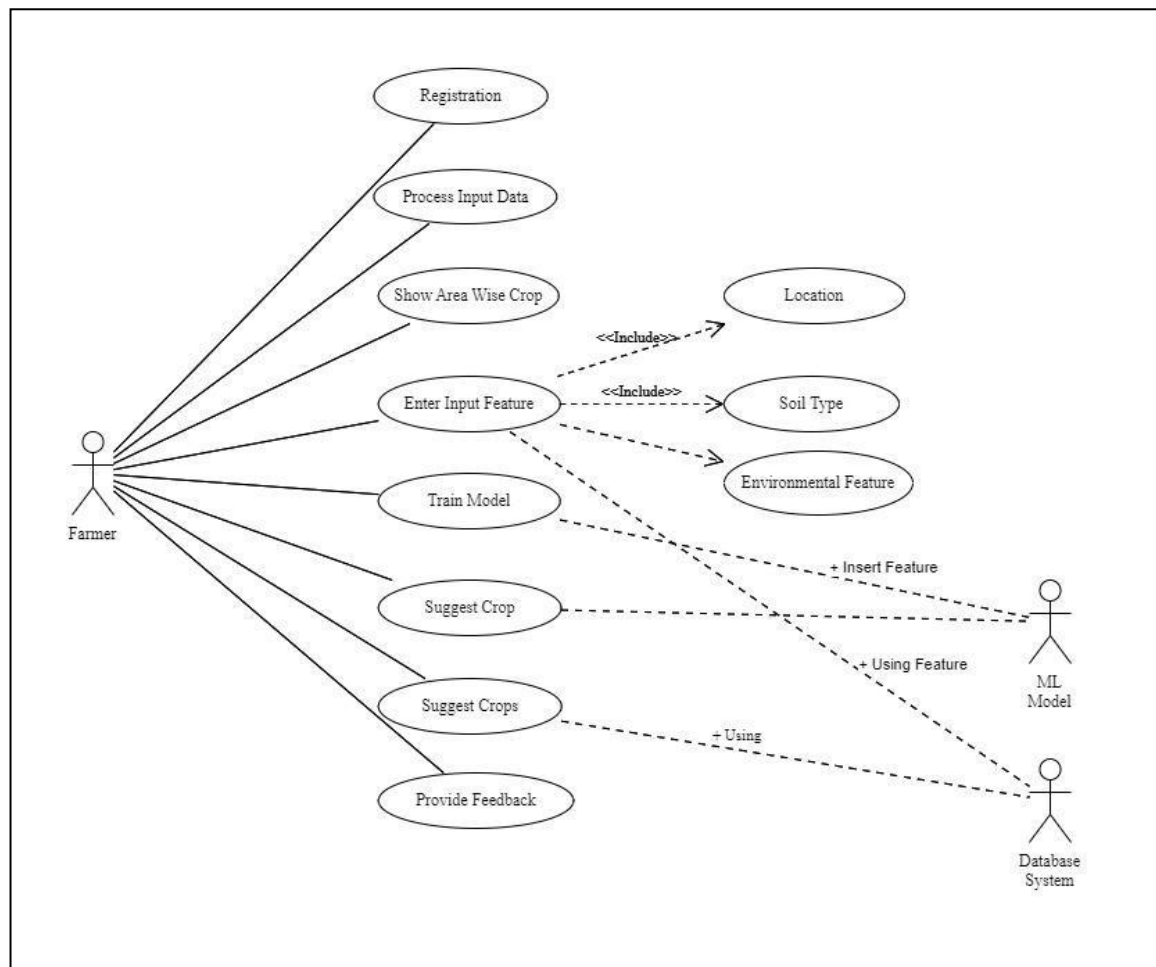 Registration
Process Input Data
Show Area Wise Crop
Location
<<Include>>
Enter Input Feature
<<Include>>
Soil Type
Environmental Feature
Train Model
Farmer
+ Insert Feature
Suggest Crop
+ Using Feature
ML
Model
Suggest Crops
+ Using
Provide Feedback
Database
System